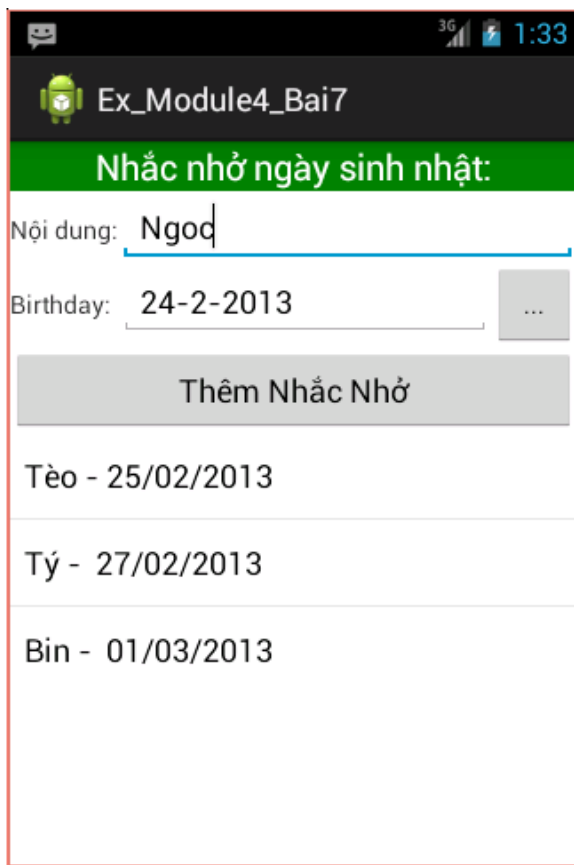 3G 1:33
Ex_Module4_Bai7
Nhắc nhở ngày sinh nhật:
Nội dung: Ngoc
Birthday: 24-2-2013 ...
Thêm Nhắc Nhở
Tèo - 25/02/2013
Tý - 27/02/2013
Bin - 01/03/2013